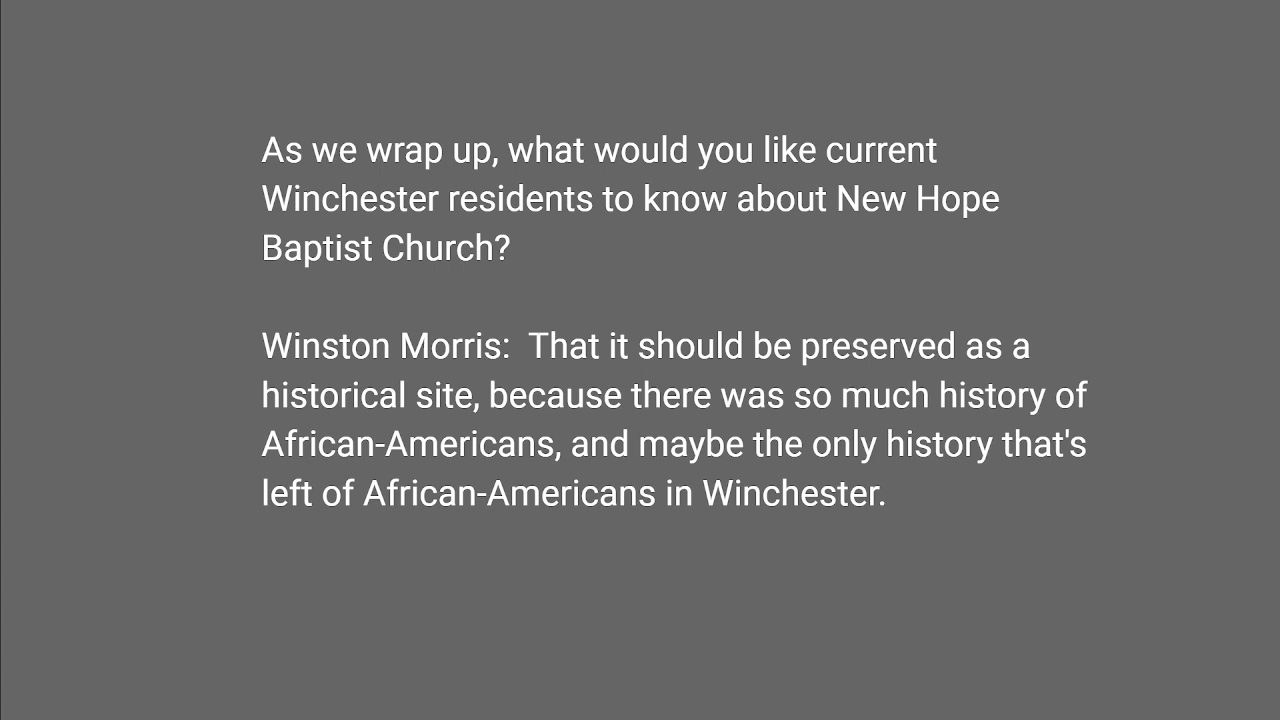 As we wrap up, what would you like current
Winchester residents to know about New Hope
Baptist Church?
Winston Morris:  That it should be preserved as a
historical site, because there was so much history of
African-Americans, and maybe the only history that's
left of African-Americans in Winchester.